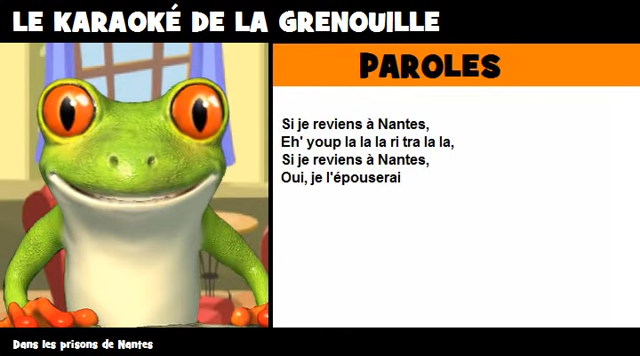 LE KARAOKÉ DE LA GRENOUILLE
PAROLES
Si je reviens à Nantes,
Eh' youp la la la ri tra la la,
Si je reviens à Nantes,
Oui, je l'épouserai
Dans les prisons de Nantes